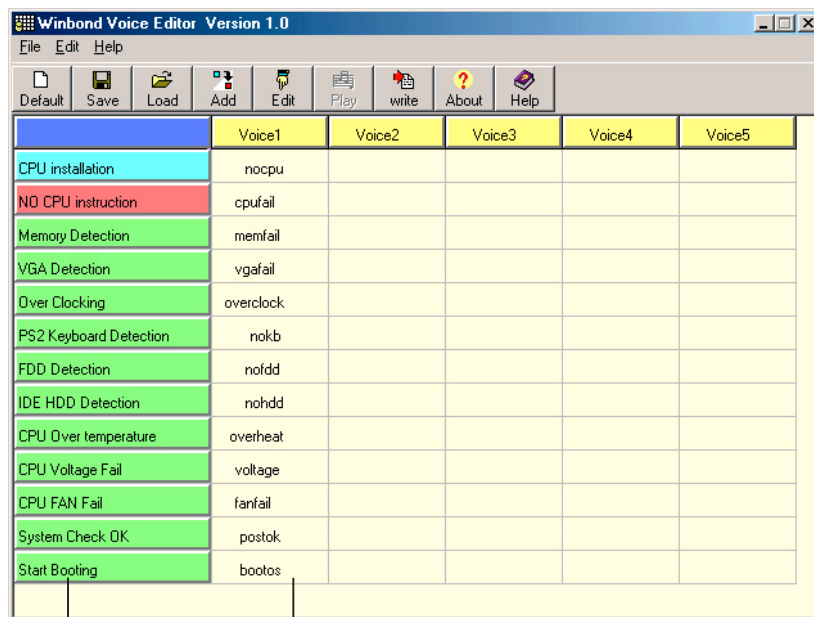 Winbond Voice Editor Version 1.0
File Edit Help
Default Save Load Add Edit Play write About Help
Voice1 Voice2 Voice3 Voice4 Voice5
CPU installation nocpu
NO CPU instruction cpufail
Memory Detection memfail
VGA Detection vgafail
Over Clocking overclock
PS2 Keyboard Detection nokb
FDD Detection nofdd
IDE HDD Detection nohdd
CPU Over temperature overheat
CPU Voltage Fail voltage
CPU FAN Fail fanfail
System Check OK postok
Start Booting bootos